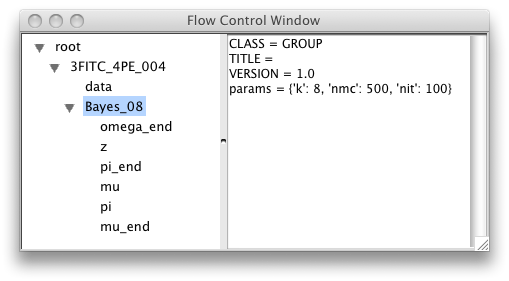 Flow Control Window
root
3FITC_4PE_004
data
Bayes_08
omega_end
z
pi_end
mu
pi
mu_end
CLASS = GROUP
TITLE =
VERSION = 1.0
params = {'k': 8, 'nmc': 500, 'nit': 100}